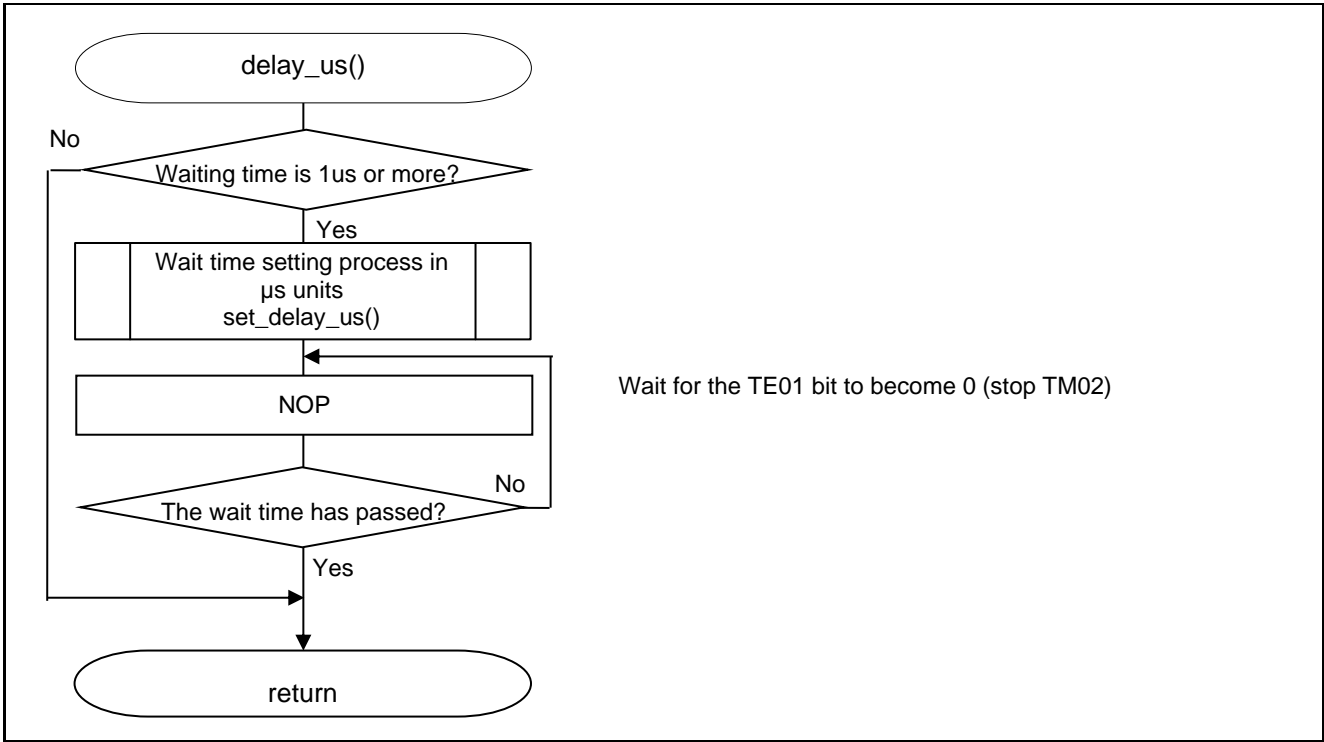 delay_us()
No
Waiting time is 1us or more?
Yes
Wait time setting process in
µs units
set_delay_us()
NOP
Wait for the TE01 bit to become 0 (stop TM02)
No
The wait time has passed?
Yes
return